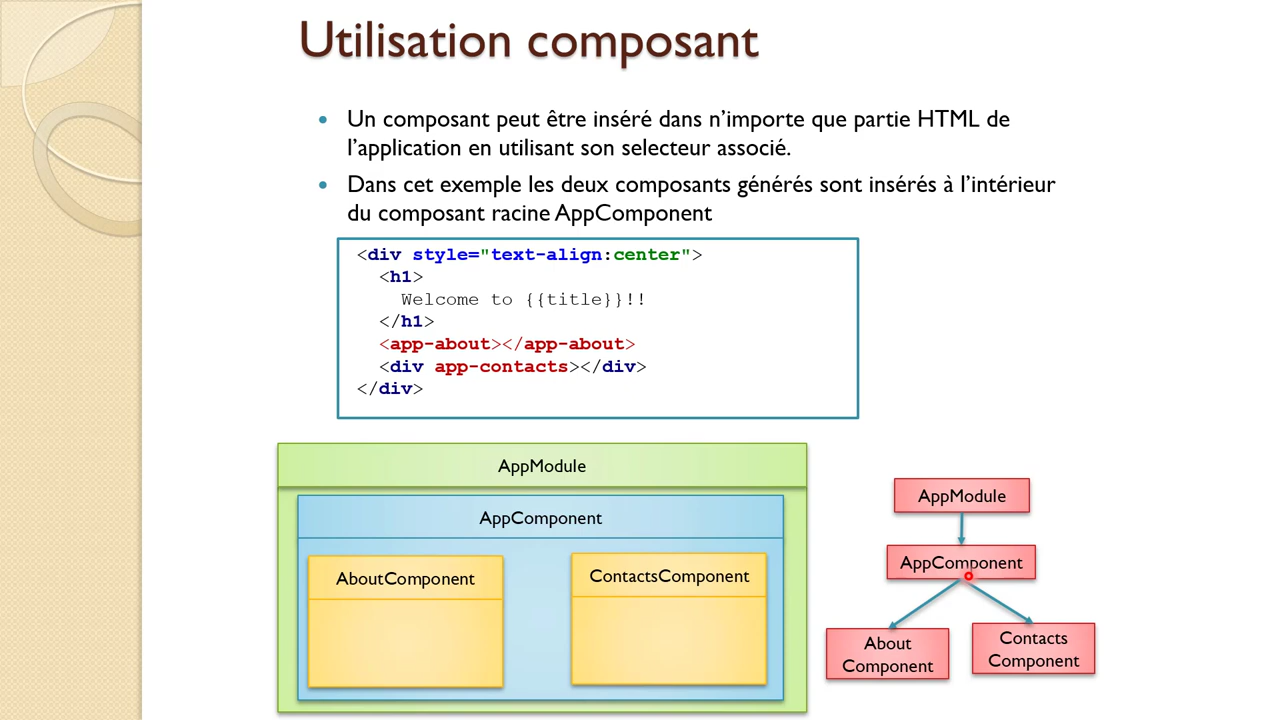 Utilisation composant
Un composant peut être inséré dans n’importe que partie HTML de
l’application en utilisant son selecteur associé.
Dans cet exemple les deux composants générés sont insérés à l’intérieur
du composant racine AppComponent
<div style="text-align:center">
<h1>
Welcome to {{title}}!!
</h1>
<app-about></app-about>
<div app-contacts></div>
</div>
AppModule
AppComponent
AboutComponent
ContactsComponent
AppModule
AppComponent
About
Component
Contacts
Component